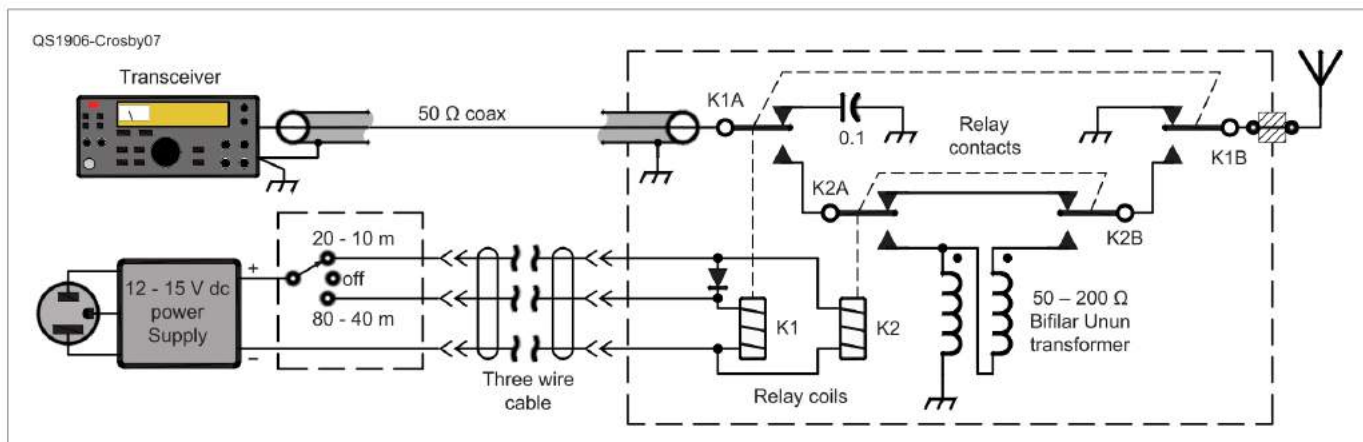 QS1906-Crosby07
Transceiver
50 Ω coax
K1A
0.1
Relay
contacts
K1B
K2A
K2B
20 - 10 m
off
80 - 40 m
+
12 - 15 V dc
power
Supply
−
Three wire
cable
K1
K2
Relay coils
50 – 200 Ω
Bifilar Unun
transformer